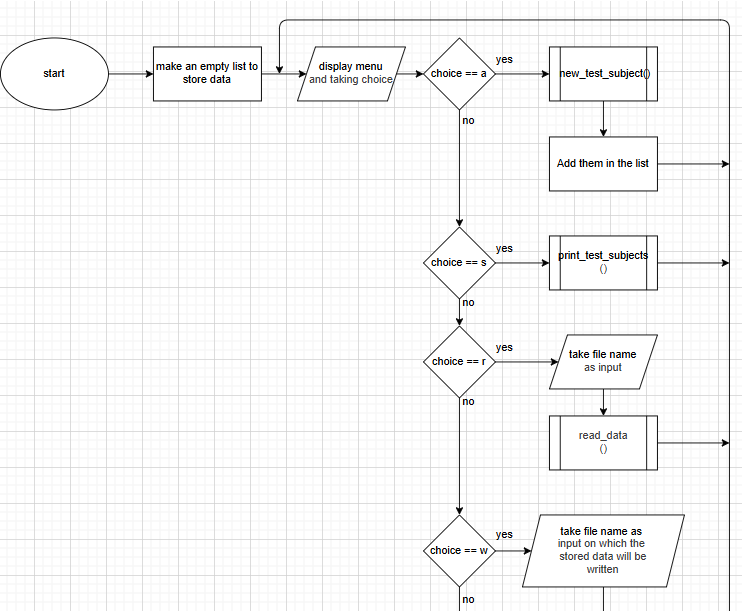 start
make an empty list to
store data
display menu
and taking choice
choice == a
yes
new_test_subject()
no
Add them in the list
choice == s
yes
print_test_subjects
()
no
choice == r
yes
take file name
as input
no
read_data
()
choice == w
yes
take file name as
input on which the
stored data will be
written
no